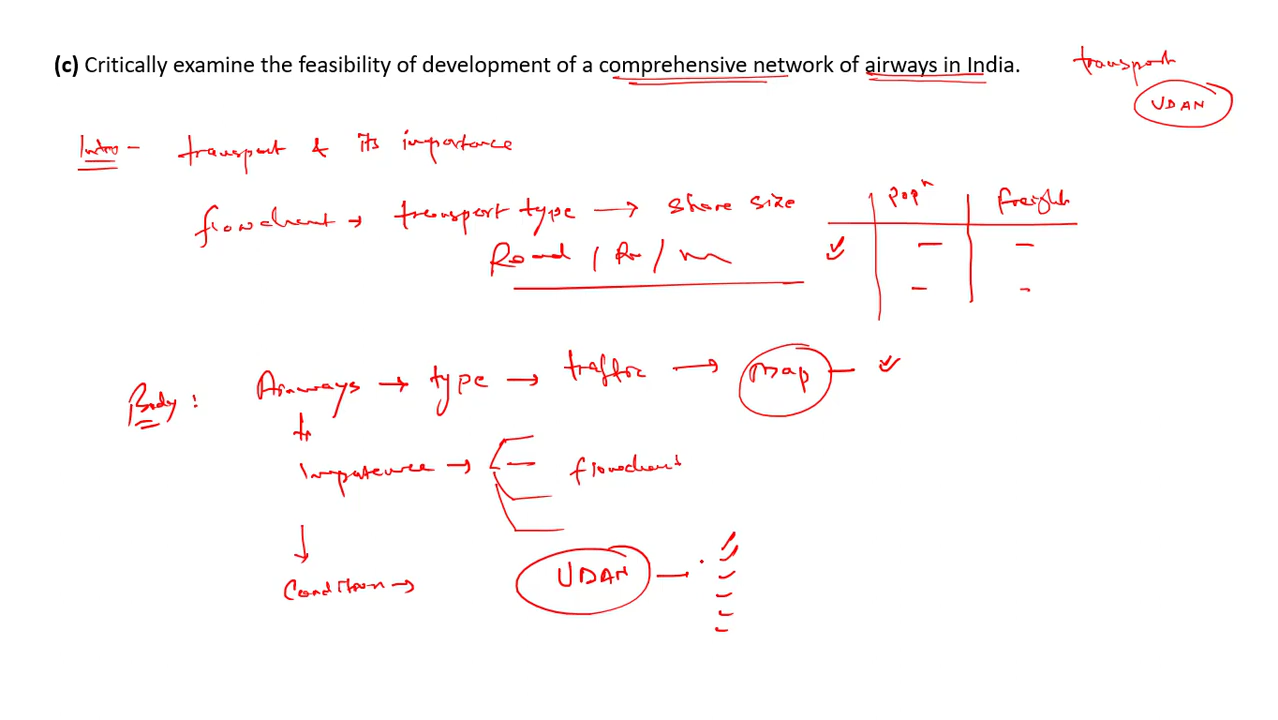 (c) Critically examine the feasibility of development of a comprehensive network of airways in India.
transport
UDAN
Intro - transport & its importance
flowchart → transport type → share size
Popn freight
Road / Rw /
Body : Airways → type → traffic → map
Importance → flowchart
Condition →
UDAN